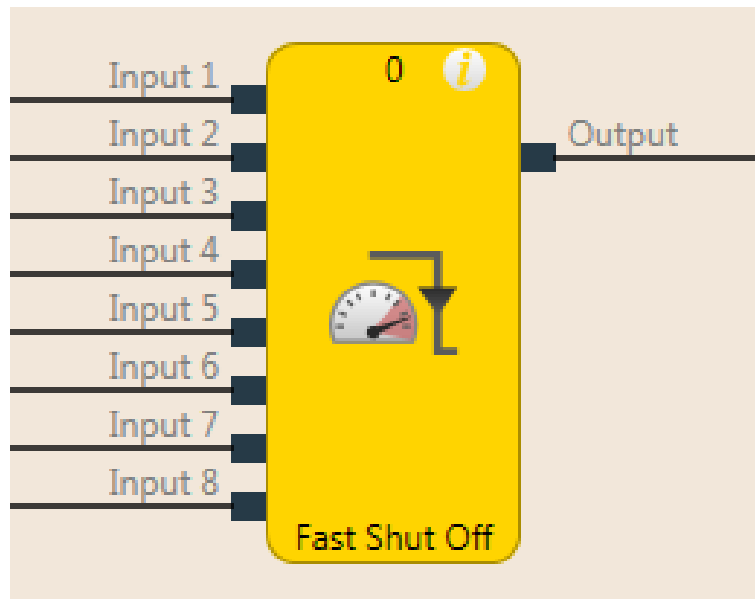 0 i
Input 1
Input 2
Output
Input 3
Input 4
Input 5
Input 6
Input 7
Input 8
Fast Shut Off